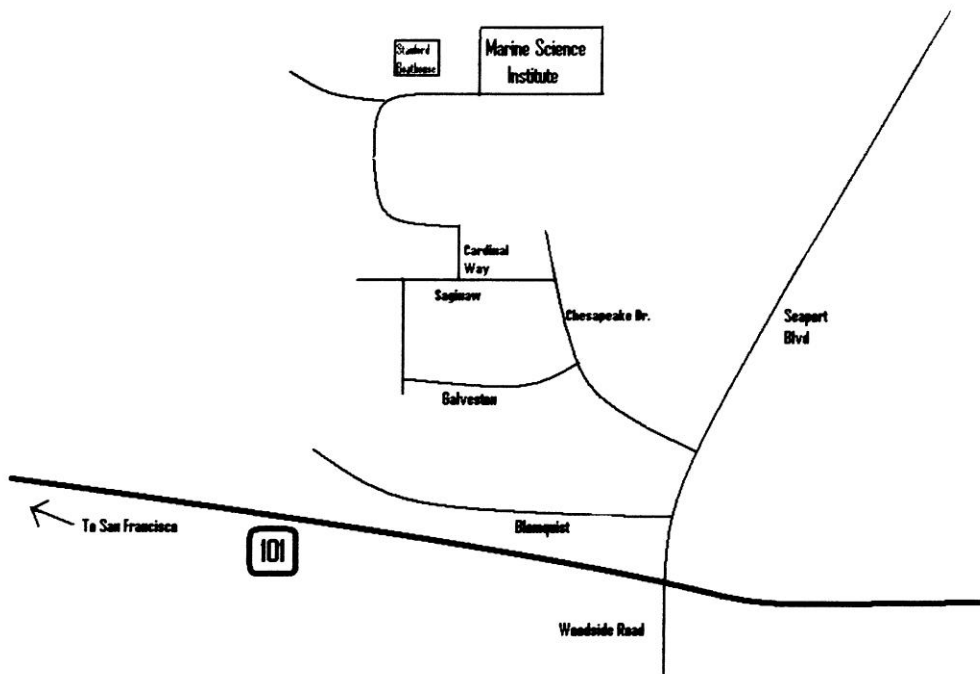 Stanford
Boathouse
Marine Science
Institute
Cardinal
Way
Saginaw
Chesapeake Dr.
Seaport
Blvd
Galveston
To San Francisco
101
Blomquist
Woodside Road